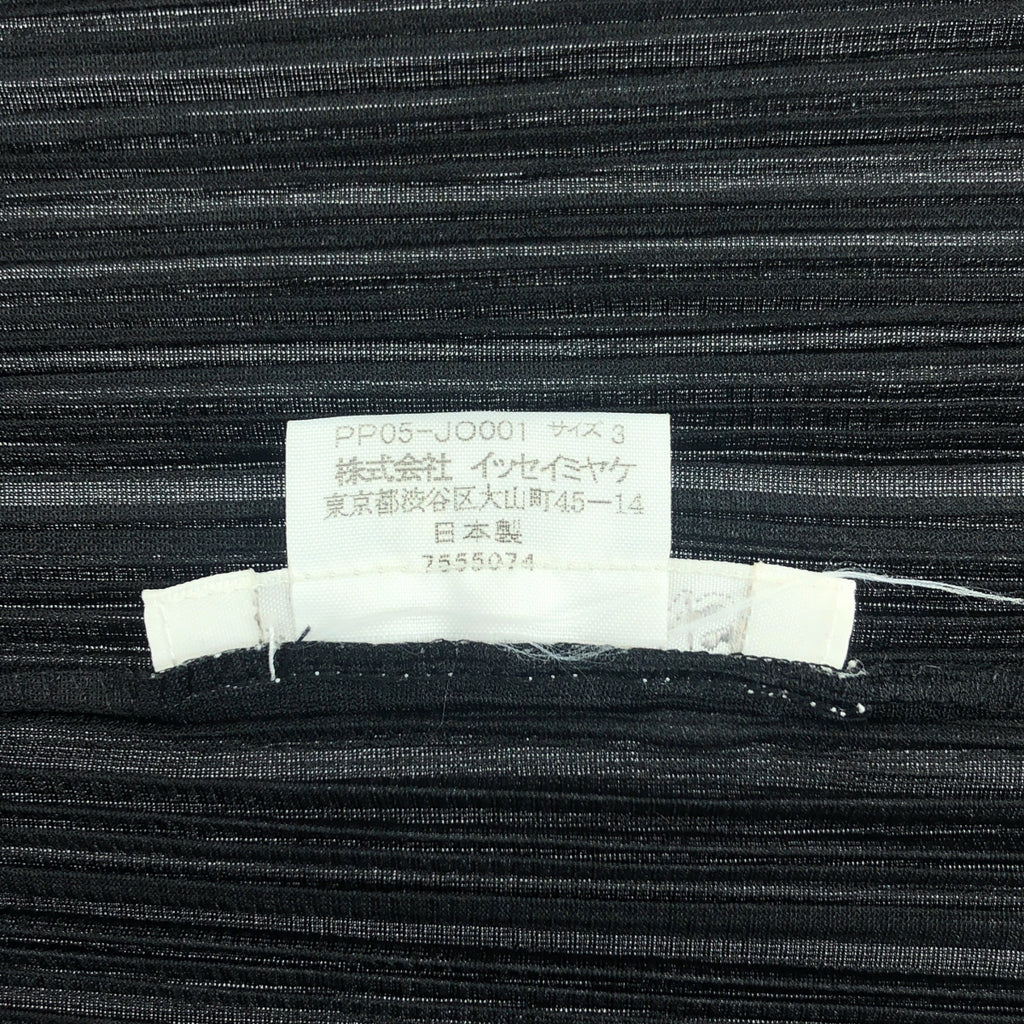 PP05-JO001 サイズ 3
株式会社 イッセイミヤケ
東京都渋谷区大山町45-14
日本製
7555074